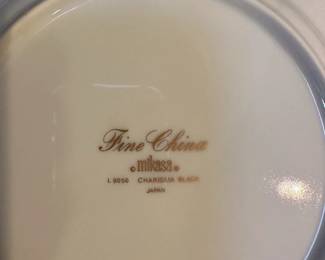 Fine China
mikasa
L 9050 CHARISMA BLACK
JAPAN